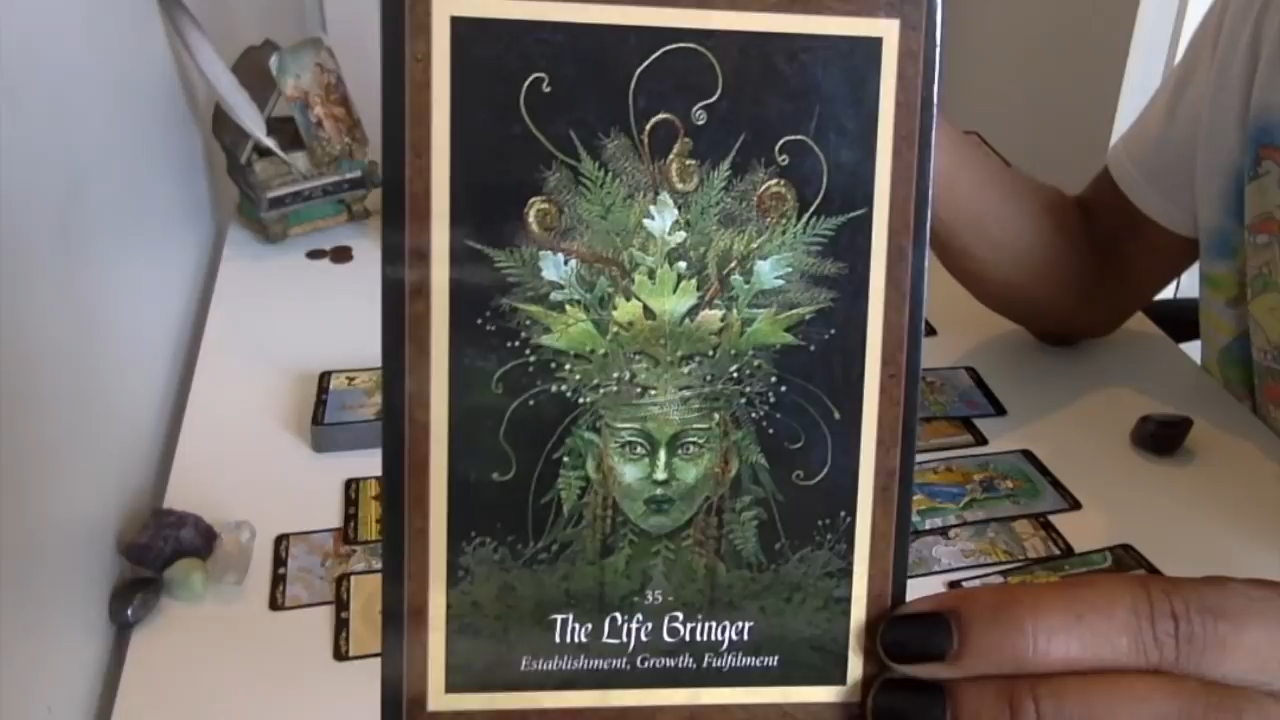 - 35 -
The Life Bringer
Establishment, Growth, Fulfilment